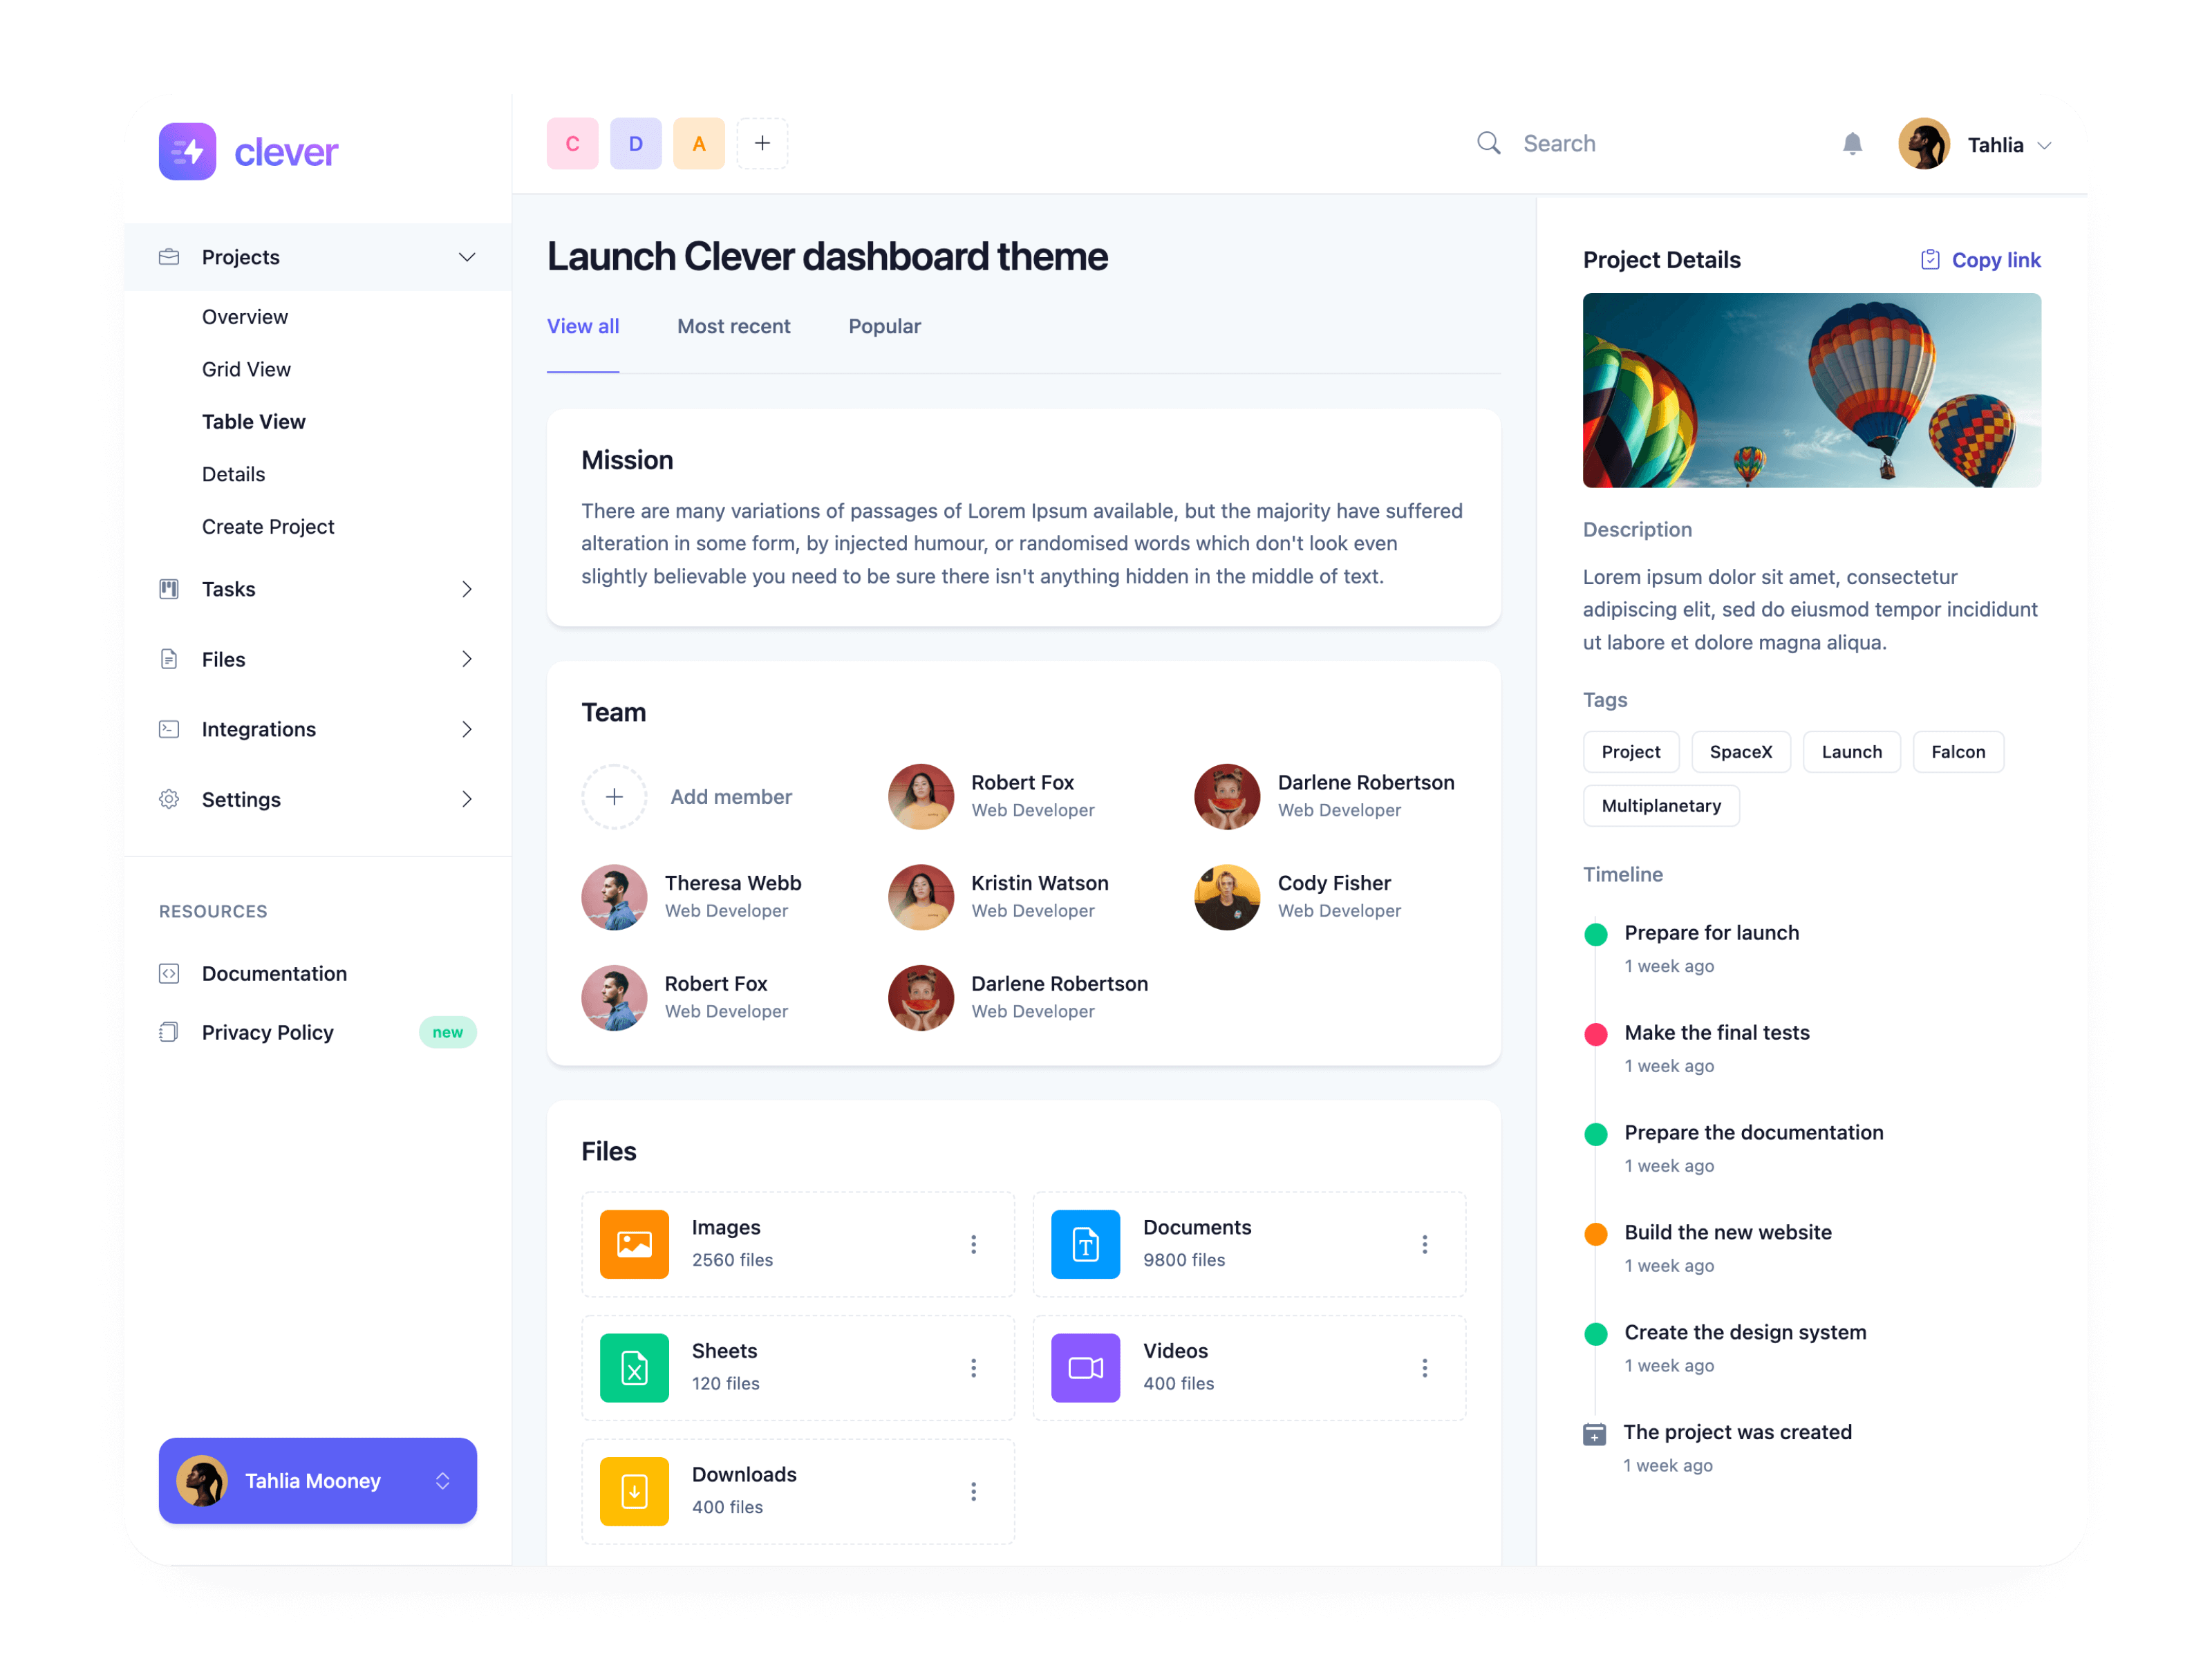 clever
Projects
Overview
Grid View
Table View
Details
Create Project
Tasks
Files
Integrations
Settings
RESOURCES
Documentation
Privacy Policy
new
Tahlia Mooney
C
D
A
Search
Tahlia
Launch Clever dashboard theme
View all
Most recent
Popular
Mission
There are many variations of passages of Lorem Ipsum available, but the majority have suffered
alteration in some form, by injected humour, or randomised words which don't look even
slightly believable you need to be sure there isn't anything hidden in the middle of text.
Team
Add member
Robert Fox
Web Developer
Darlene Robertson
Web Developer
Theresa Webb
Web Developer
Kristin Watson
Web Developer
Cody Fisher
Web Developer
Robert Fox
Web Developer
Darlene Robertson
Web Developer
Files
Images
2560 files
Documents
9800 files
Sheets
120 files
Videos
400 files
Downloads
400 files
Project Details
Copy link
Description
Lorem ipsum dolor sit amet, consectetur
adipiscing elit, sed do eiusmod tempor incididunt
ut labore et dolore magna aliqua.
Tags
Project
SpaceX
Launch
Falcon
Multiplanetary
Timeline
Prepare for launch
1 week ago
Make the final tests
1 week ago
Prepare the documentation
1 week ago
Build the new website
1 week ago
Create the design system
1 week ago
The project was created
1 week ago